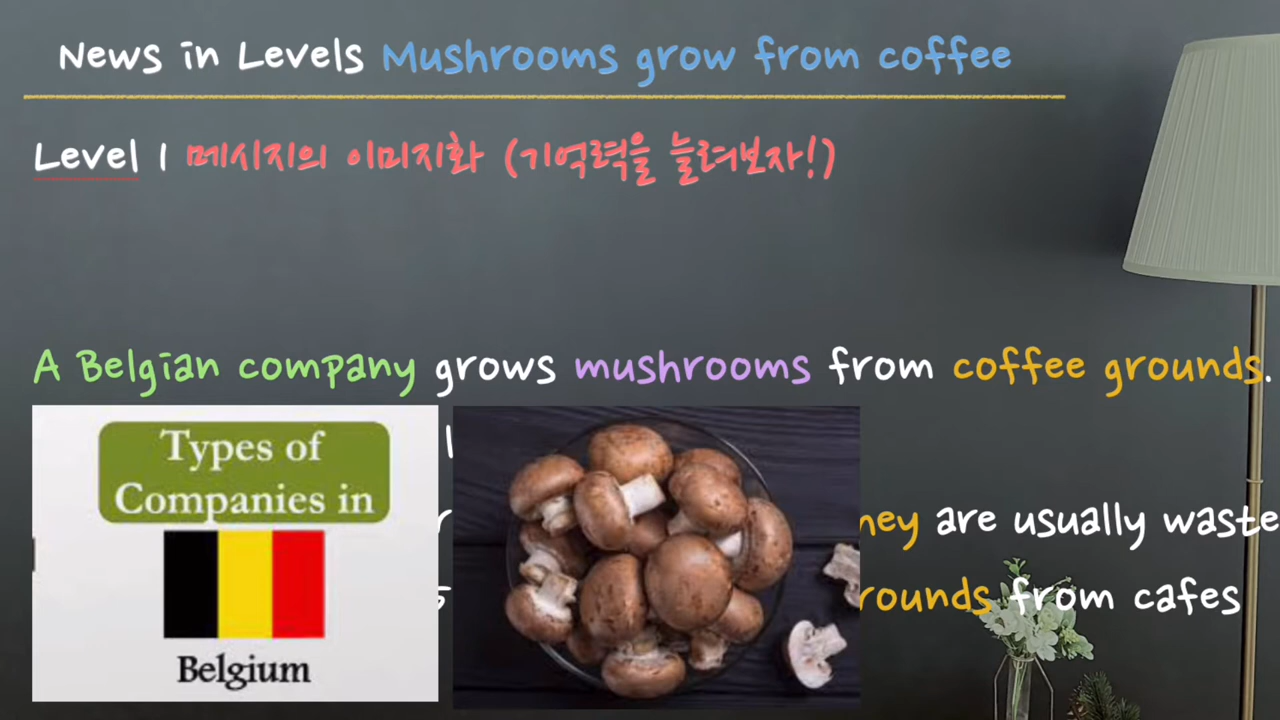 News in Levels Mushrooms grow from coffee
Level 1 메시지의 이미지화 (기억력을 늘려보자!)
A Belgian company grows mushrooms from coffee grounds.
Types of
Companies in
Belgium
are usually waste
from cafes